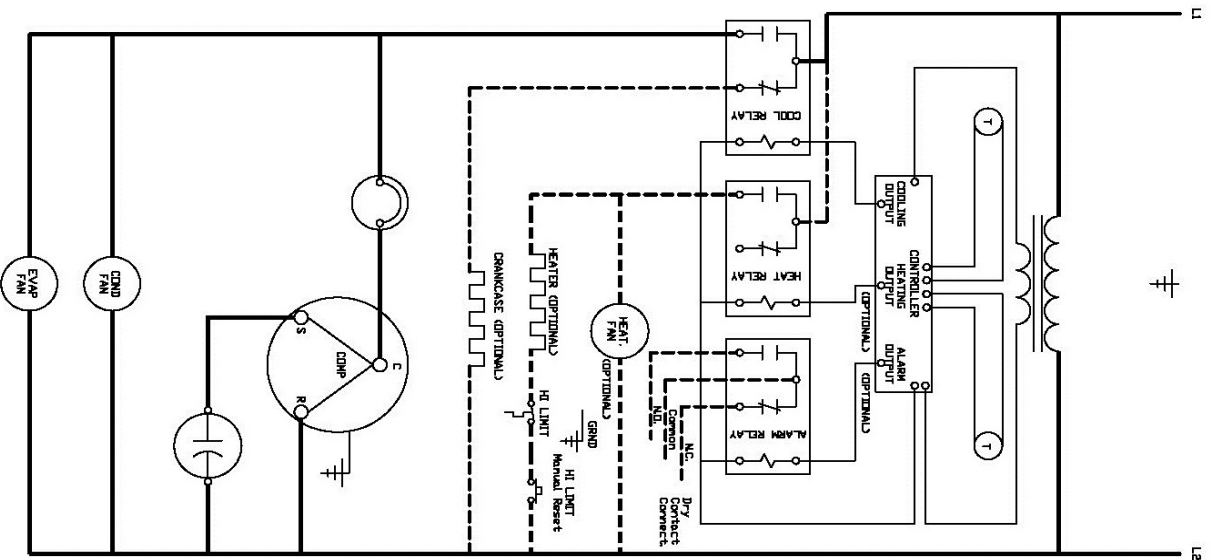 L1
COOL RELAY
T
COOLING
OUTPUT
CONTROLLER
HEATING
OUTPUT
(OPTIONAL)
ALARM
OUTPUT
(OPTIONAL)
HEAT RELAY
ALARM RELAY
T
CRANKCASE (OPTIONAL)
HEATER (OPTIONAL)
HEAT.
FAN
(OPTIONAL)
EVAP
FAN
COND
FAN
COMP
C
S
R
HI LIMIT
GRND
HI LIMIT
Manual Reset
N.O.
Common
N.C.
Dry
Contact
Connect.
L2